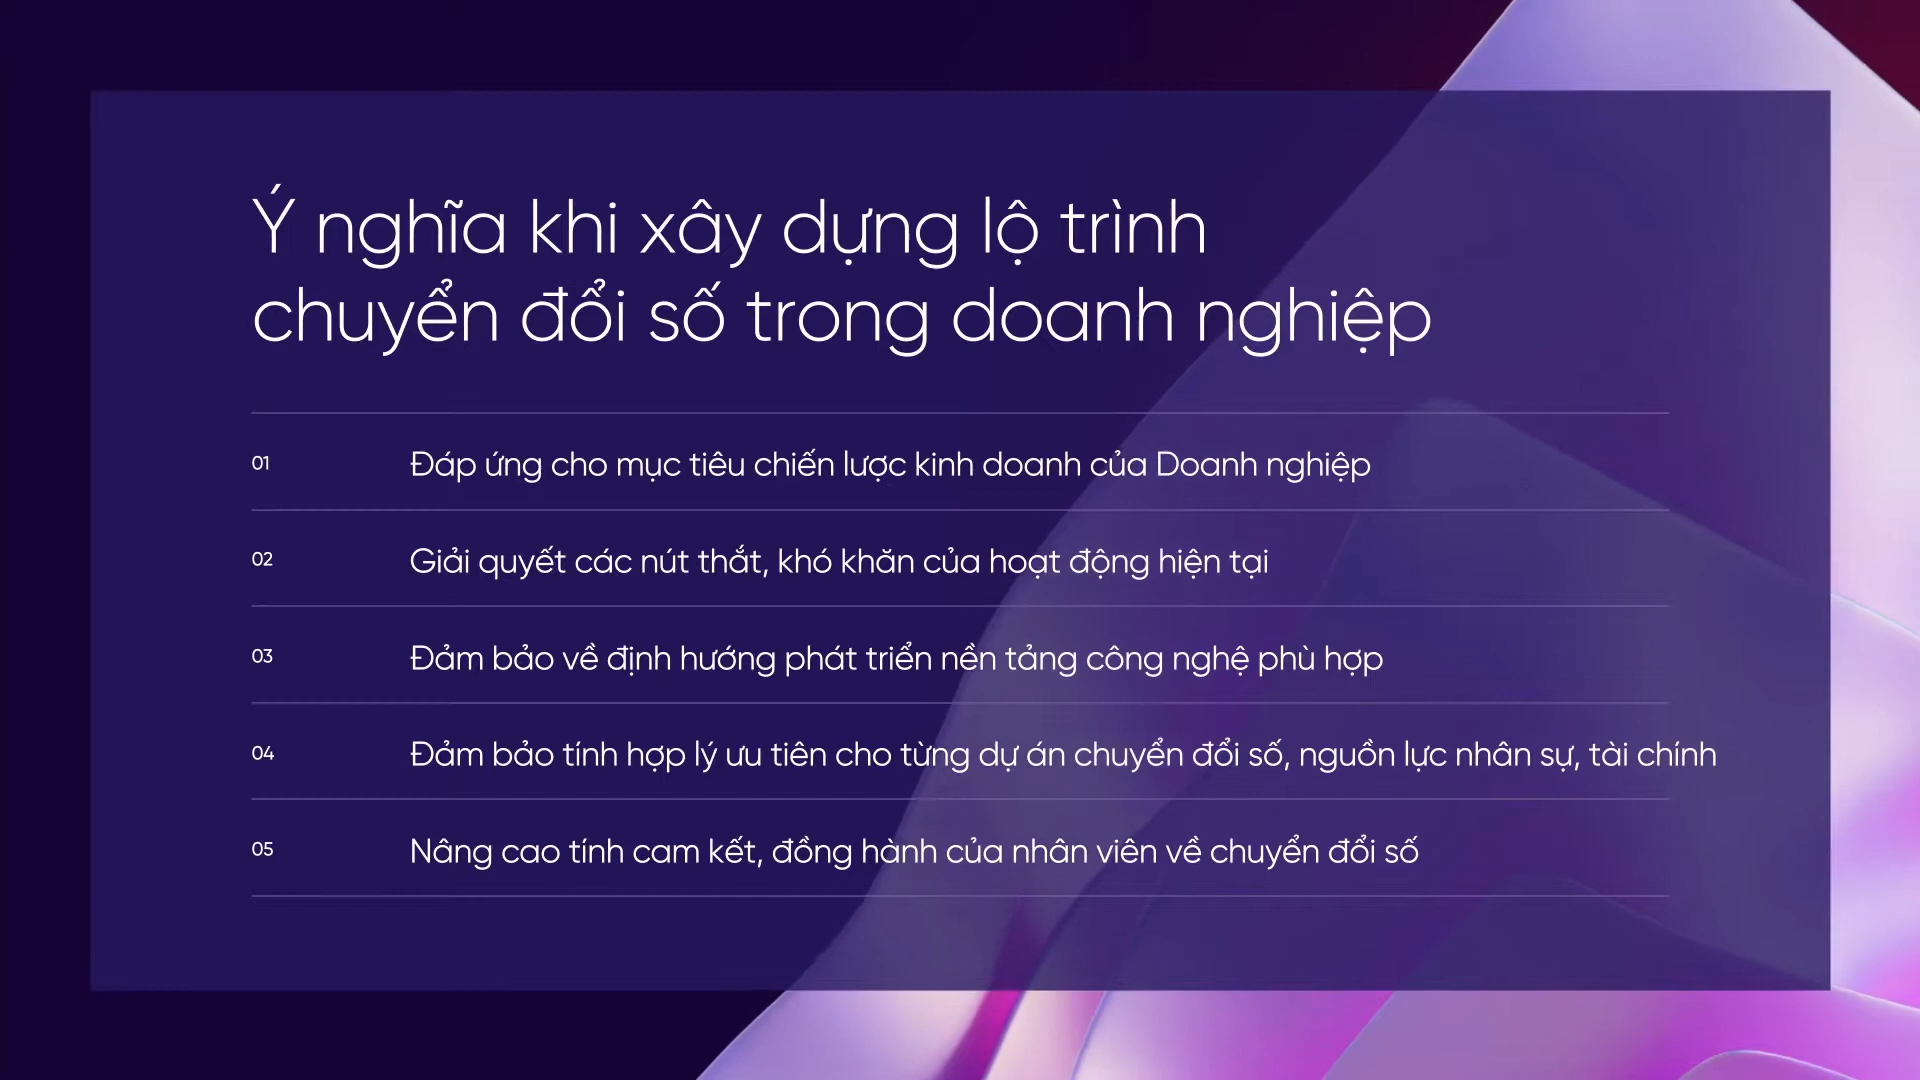 Ý nghĩa khi xây dựng lộ trình
chuyển đổi số trong doanh nghiệp
01 Đáp ứng cho mục tiêu chiến lược kinh doanh của Doanh nghiệp
02 Giải quyết các nút thắt, khó khăn của hoạt động hiện tại
03 Đảm bảo về định hướng phát triển nền tảng công nghệ phù hợp
04 Đảm bảo tính hợp lý ưu tiên cho từng dự án chuyển đổi số, nguồn lực nhân sự, tài chính
05 Nâng cao tính cam kết, đồng hành của nhân viên về chuyển đổi số